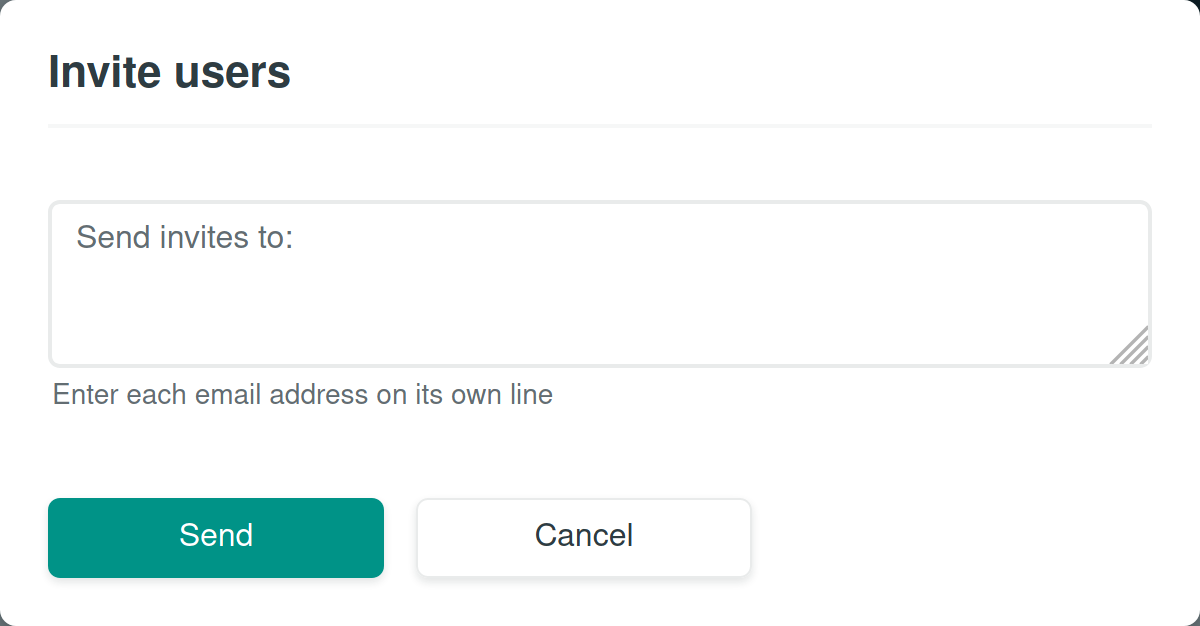 Invite users
Send invites to:
Enter each email address on its own line
Send
Cancel